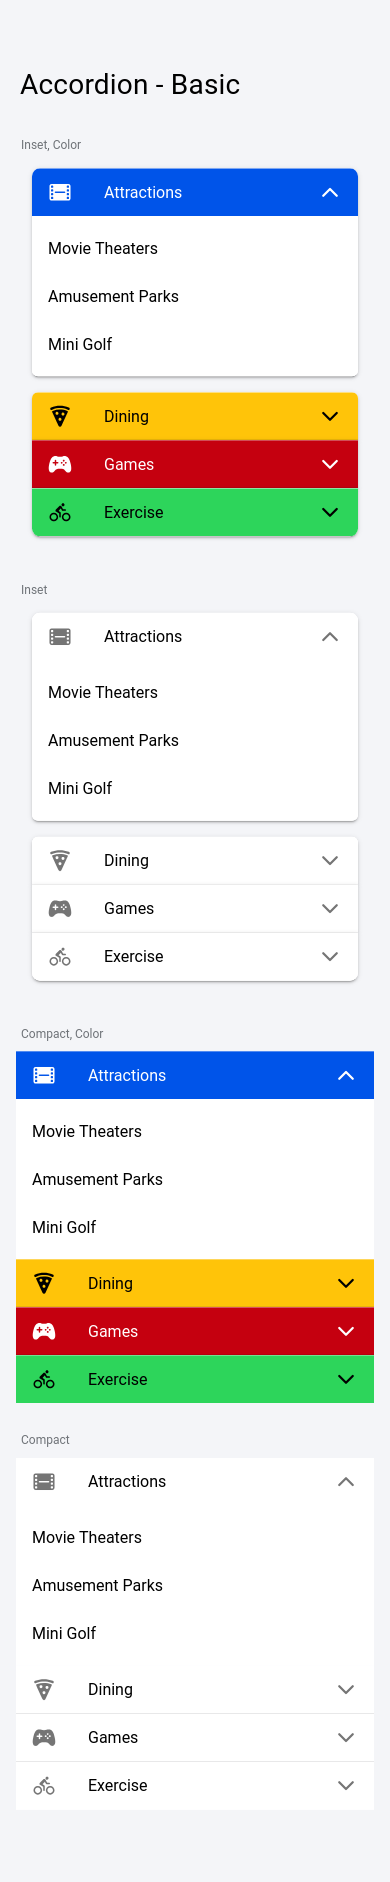 Accordion - Basic
Inset, Color
Attractions
Movie Theaters
Amusement Parks
Mini Golf
Dining
Games
Exercise
Inset
Attractions
Movie Theaters
Amusement Parks
Mini Golf
Dining
Games
Exercise
Compact, Color
Attractions
Movie Theaters
Amusement Parks
Mini Golf
Dining
Games
Exercise
Compact
Attractions
Movie Theaters
Amusement Parks
Mini Golf
Dining
Games
Exercise